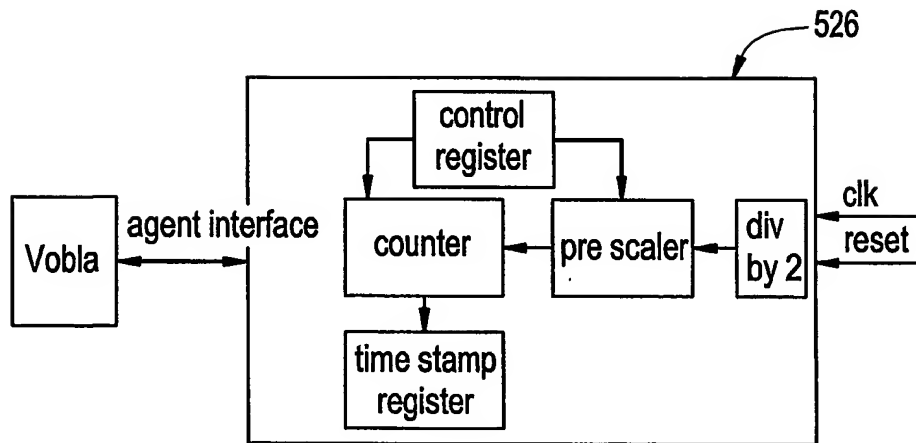 526
control
register
clk
reset
agent interface
Vobla
counter
pre scaler
div
by 2
time stamp
register